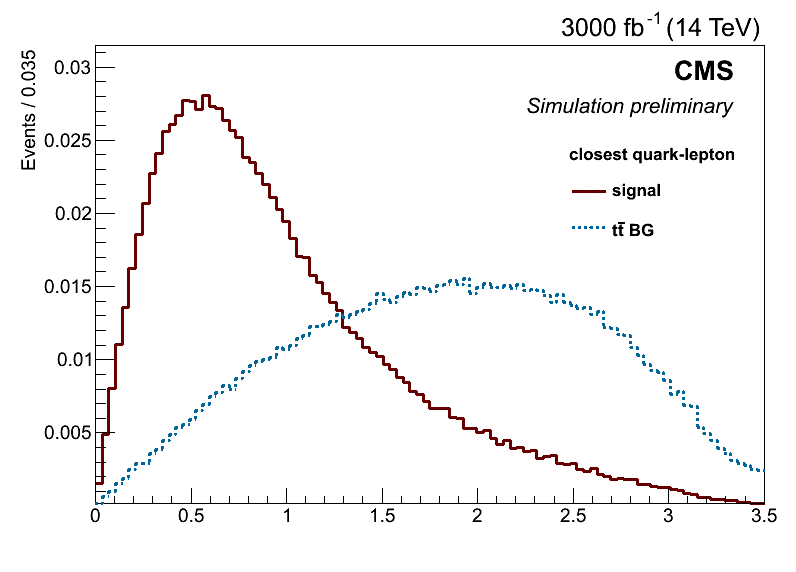 3000 fb⁻¹ (14 TeV)
Events / 0.035
CMS
Simulation preliminary
closest quark-lepton
signal
tt̄ BG
0.03
0.025
0.02
0.015
0.01
0.005
0 0.5 1 1.5 2 2.5 3 3.5